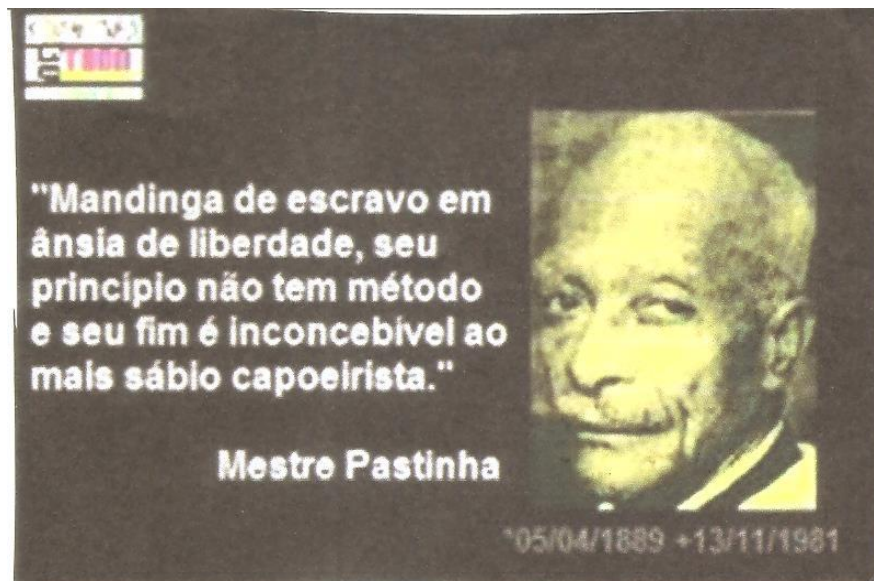 "Mandinga de escravo em
ânsia de liberdade, seu
princípio não tem método
e seu fim é inconcebível ao
mais sábio capoeirista."
Mestre Pastinha
*05/04/1889 +13/11/1981